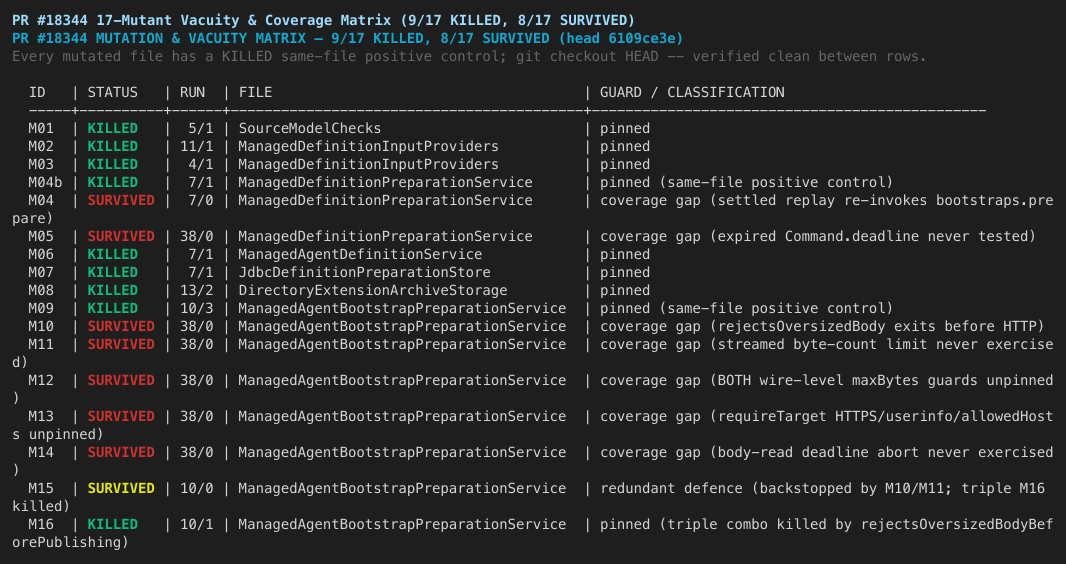 PR #18344 17-Mutant Vacuity & Coverage Matrix (9/17 KILLED, 8/17 SURVIVED)
PR #18344 MUTATION & VACUITY MATRIX — 9/17 KILLED, 8/17 SURVIVED (head 6109ce3e)
Every mutated file has a KILLED same-file positive control; git checkout HEAD -- verified clean between rows.
ID | STATUS | RUN | FILE | GUARD / CLASSIFICATION
-----+----------+------+------------------------------------------+-----------------------------------------------
M01 | KILLED | 5/1 | SourceModelChecks | pinned
M02 | KILLED | 11/1 | ManagedDefinitionInputProviders | pinned
M03 | KILLED | 4/1 | ManagedDefinitionInputProviders | pinned
M04b | KILLED | 7/1 | ManagedDefinitionPreparationService | pinned (same-file positive control)
M04 | SURVIVED | 7/0 | ManagedDefinitionPreparationService | coverage gap (settled replay re-invokes bootstraps.pre
pare)
M05 | SURVIVED | 38/0 | ManagedDefinitionPreparationService | coverage gap (expired Command.deadline never tested)
M06 | KILLED | 7/1 | ManagedAgentDefinitionService | pinned
M07 | KILLED | 7/1 | JdbcDefinitionPreparationStore | pinned
M08 | KILLED | 13/2 | DirectoryExtensionArchiveStorage | pinned
M09 | KILLED | 10/3 | ManagedAgentBootstrapPreparationService | pinned (same-file positive control)
M10 | SURVIVED | 38/0 | ManagedAgentBootstrapPreparationService | coverage gap (rejectsOversizedBody exits before HTTP)
M11 | SURVIVED | 38/0 | ManagedAgentBootstrapPreparationService | coverage gap (streamed byte-count limit never exercise
d)
M12 | SURVIVED | 38/0 | ManagedAgentBootstrapPreparationService | coverage gap (BOTH wire-level maxBytes guards unpinned
)
M13 | SURVIVED | 38/0 | ManagedAgentBootstrapPreparationService | coverage gap (requireTarget HTTPS/userinfo/allowedHost
s unpinned)
M14 | SURVIVED | 38/0 | ManagedAgentBootstrapPreparationService | coverage gap (body-read deadline abort never exercised
)
M15 | SURVIVED | 10/0 | ManagedAgentBootstrapPreparationService | redundant defence (backstopped by M10/M11; triple M16
killed)
M16 | KILLED | 10/1 | ManagedAgentBootstrapPreparationService | pinned (triple combo killed by rejectsOversizedBodyBef
orePublishing)